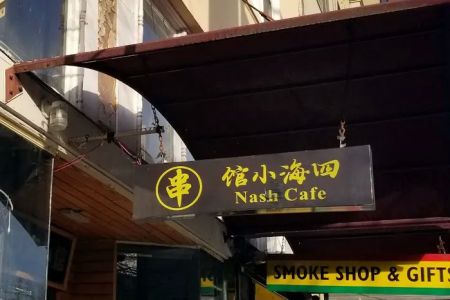 串
四海小馆
Nash Cafe
SMOKE SHOP & GIFTS